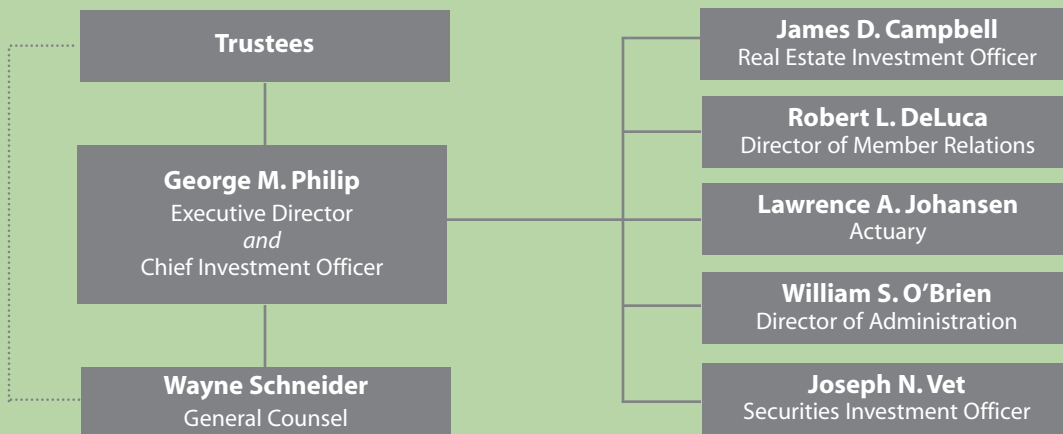 Trustees
George M. Philip
Executive Director
and
Chief Investment Officer
Wayne Schneider
General Counsel
James D. Campbell
Real Estate Investment Officer
Robert L. DeLuca
Director of Member Relations
Lawrence A. Johansen
Actuary
William S. O’Brien
Director of Administration
Joseph N. Vet
Securities Investment Officer